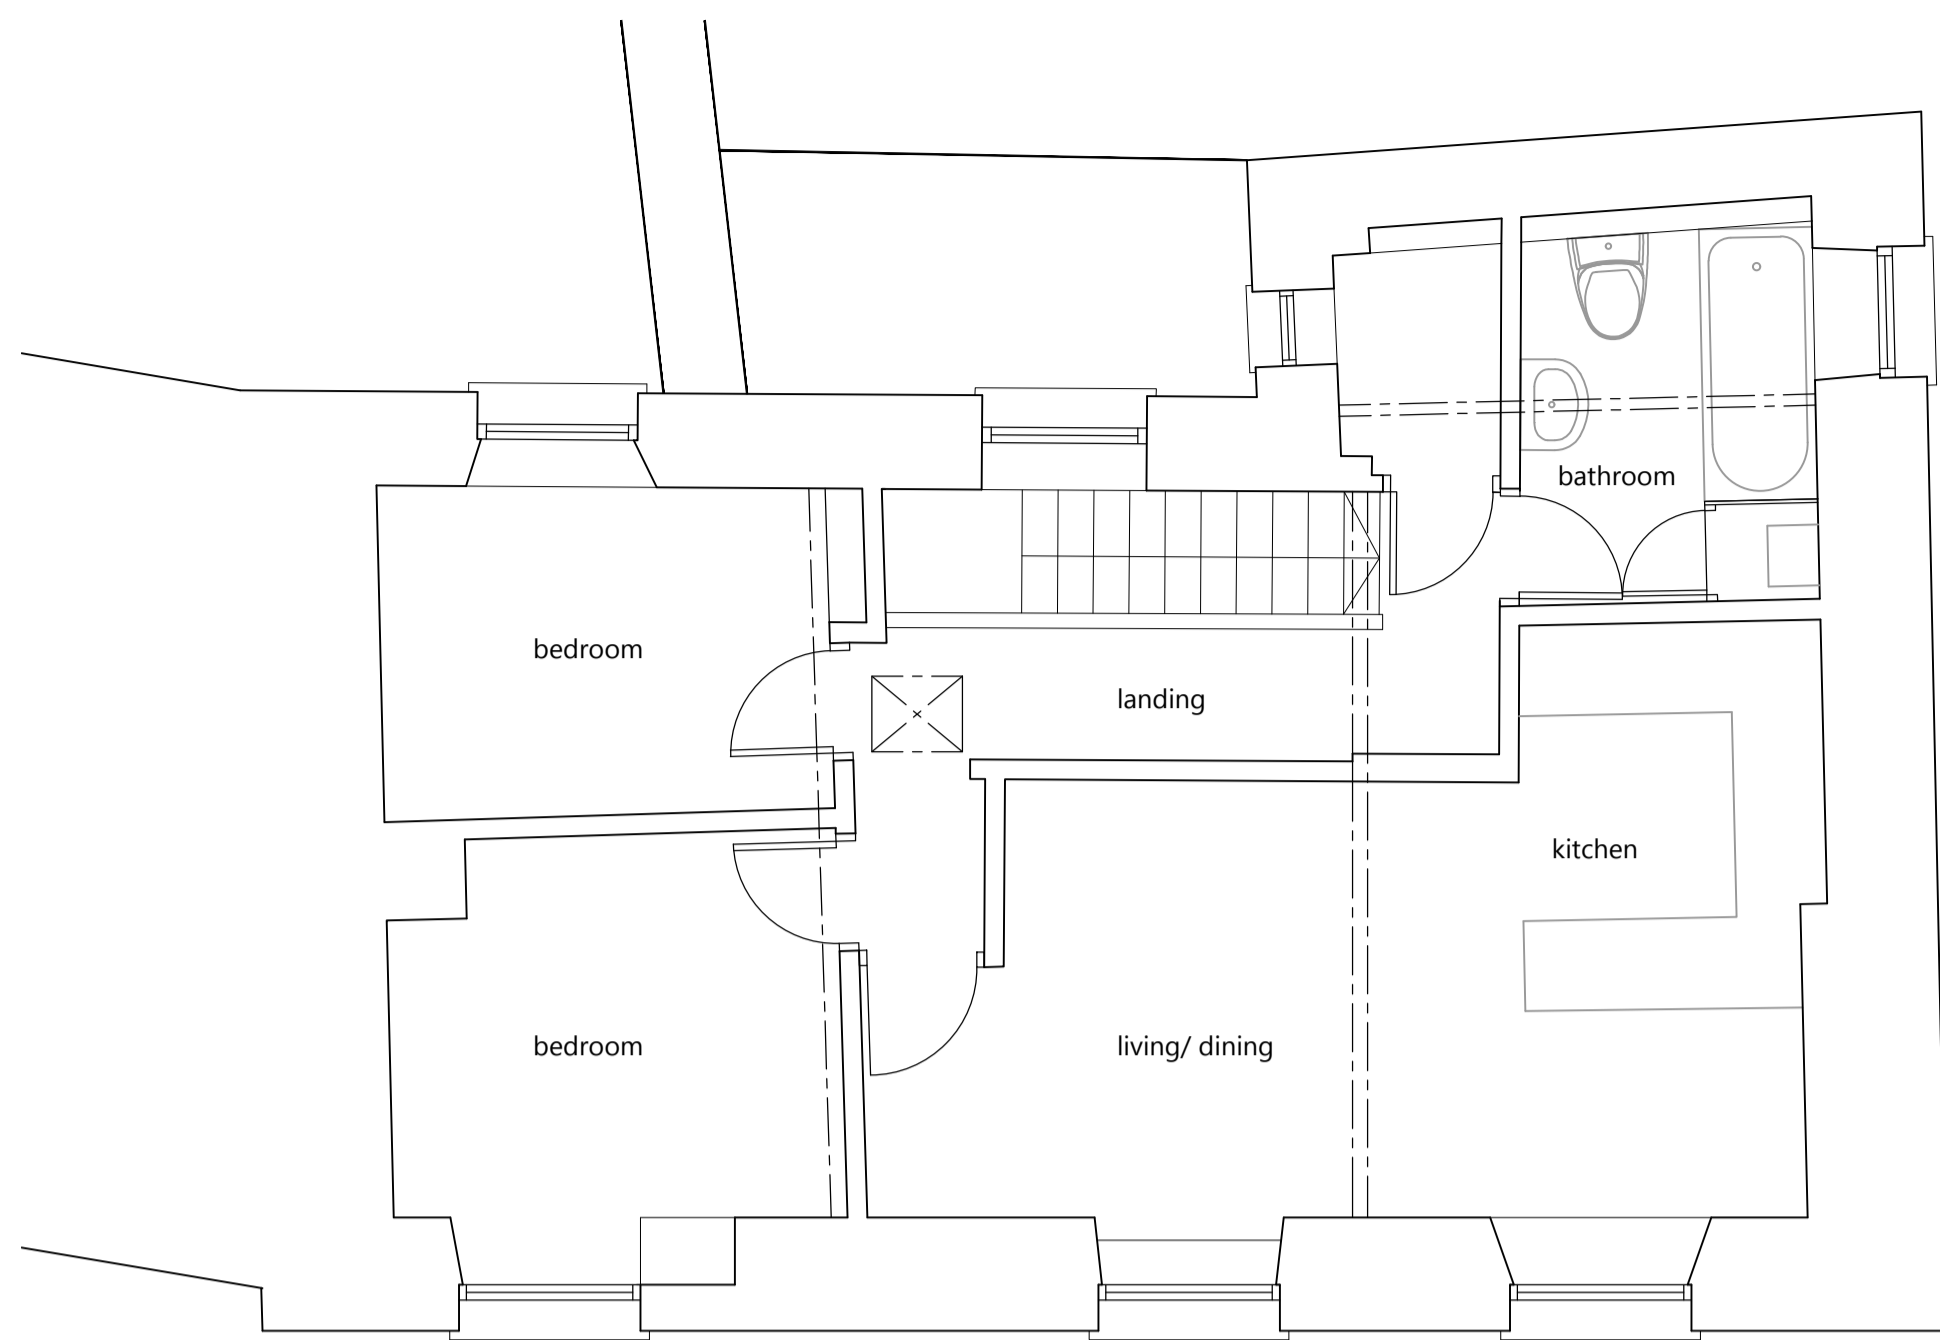 bathroom
bedroom
landing
kitchen
bedroom
living/ dining